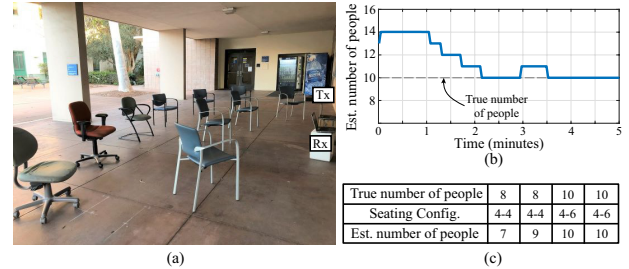 Tx
Rx
(a)
Est. number of people
16
14
12
10
8
6
True number
of people
0
1
2
3
4
5
Time (minutes)
(b)
True number of people 8 8 10 10
Seating Config. 4-4 4-4 4-6 4-6
Est. number of people 7 9 10 10
(c)